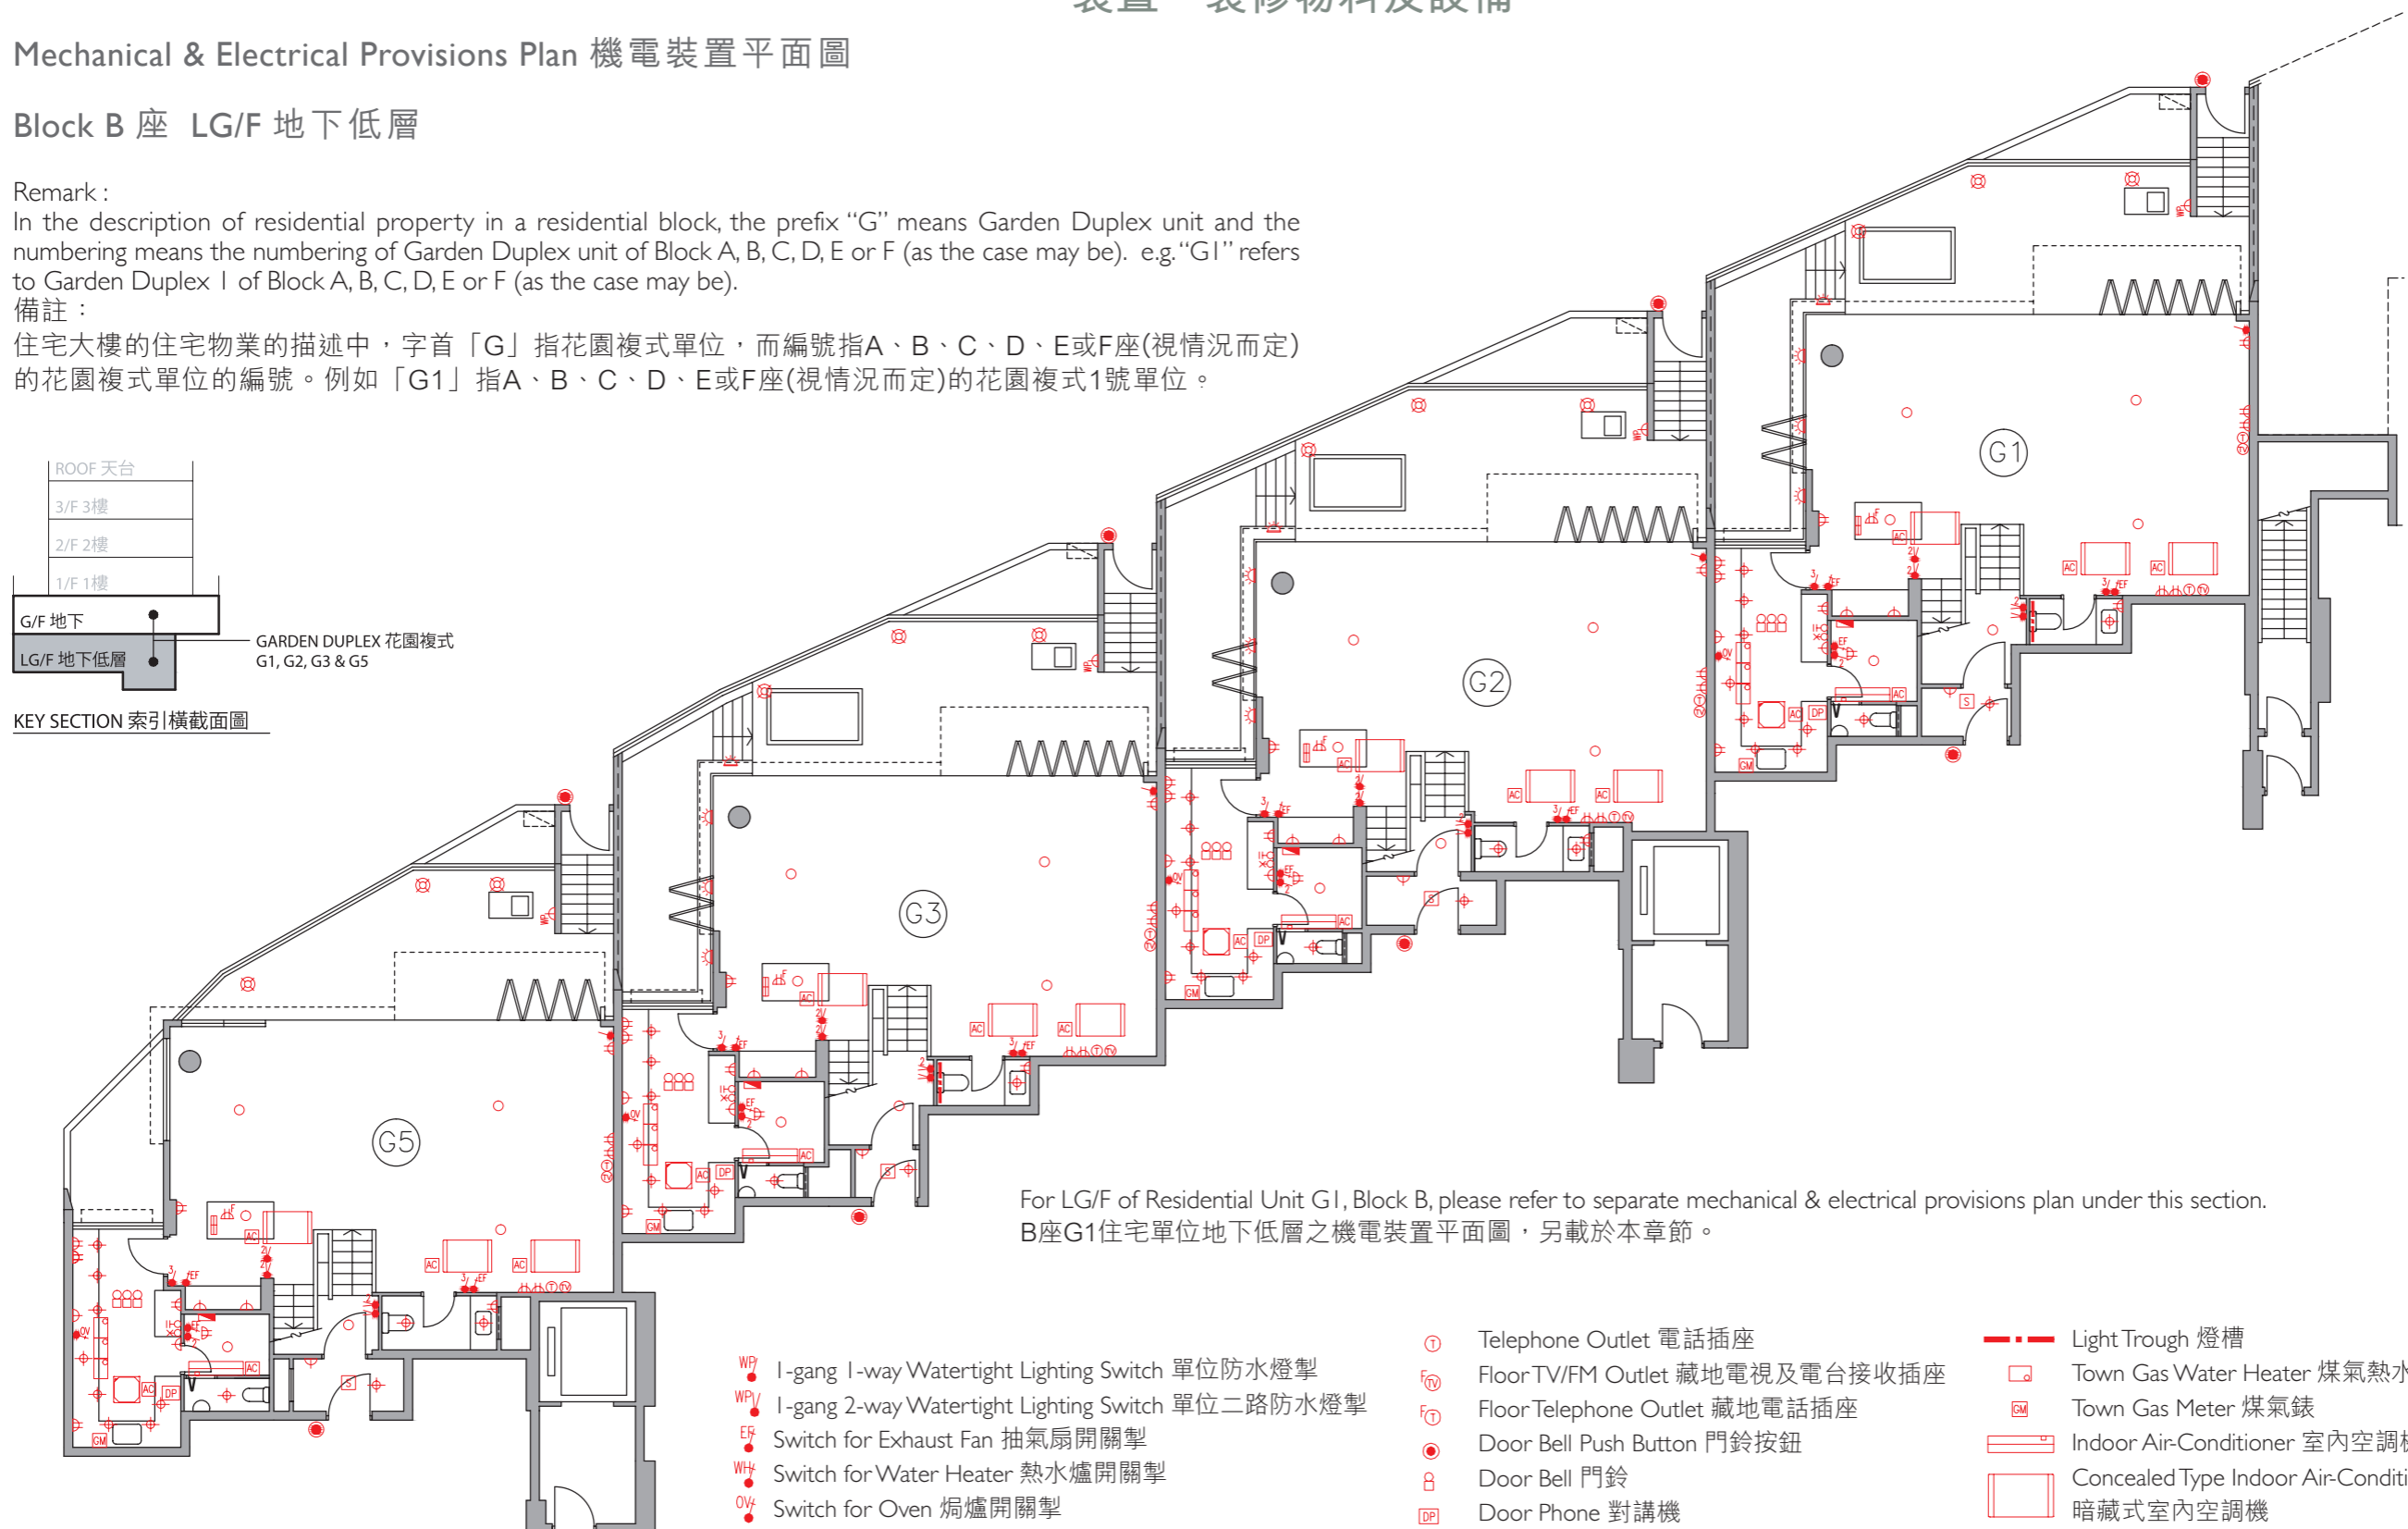 裝置、裝修物料及設備
Mechanical & Electrical Provisions Plan 機電裝置平面圖
Block B 座 LG/F 地下低層
Remark :
In the description of residential property in a residential block, the prefix “G” means Garden Duplex unit and the
numbering means the numbering of Garden Duplex unit of Block A, B, C, D, E or F (as the case may be). e.g. “G1” refers
to Garden Duplex 1 of Block A, B, C, D, E or F (as the case may be).
備註：
住宅大樓的住宅物業的描述中，字首「G」指花園複式單位，而編號指A、B、C、D、E或F座(視情況而定)
的花園複式單位的編號。例如「G1」指A、B、C、D、E或F座(視情況而定)的花園複式1號單位。
ROOF 天台
3/F 3樓
2/F 2樓
1/F 1樓
G/F 地下
LG/F 地下低層
GARDEN DUPLEX 花園複式
G1, G2, G3 & G5
KEY SECTION 索引橫截面圖
G1
G2
G3
G5
For LG/F of Residential Unit G1, Block B, please refer to separate mechanical & electrical provisions plan under this section.
B座G1住宅單位地下低層之機電裝置平面圖，另載於本章節。
WP 1-gang 1-way Watertight Lighting Switch 單位防水燈掣
WP 1-gang 2-way Watertight Lighting Switch 單位二路防水燈掣
EF Switch for Exhaust Fan 抽氣扇開關掣
WH Switch for Water Heater 熱水爐開關掣
OV Switch for Oven 焗爐開關掣
T Telephone Outlet 電話插座
F TV Floor TV/FM Outlet 藏地電視及電台接收插座
F T Floor Telephone Outlet 藏地電話插座
Door Bell Push Button 門鈴按鈕
Door Bell 門鈴
DP Door Phone 對講機
Light Trough 燈槽
Town Gas Water Heater 煤氣熱水
GM Town Gas Meter 煤氣錶
Indoor Air-Conditioner 室內空調機
Concealed Type Indoor Air-Conditi
暗藏式室內空調機